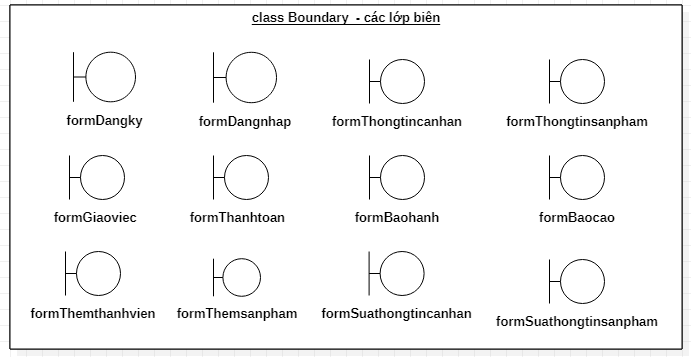 class Boundary - các lớp biên
formDangky
formDangnhap
formThongtincanhan
formThongtinsanpham
formGiaoviec
formThanhtoan
formBaohanh
formBaocao
formThemthanhvien
formThemsanpham
formSuathongtincanhan
formSuathongtinsanpham